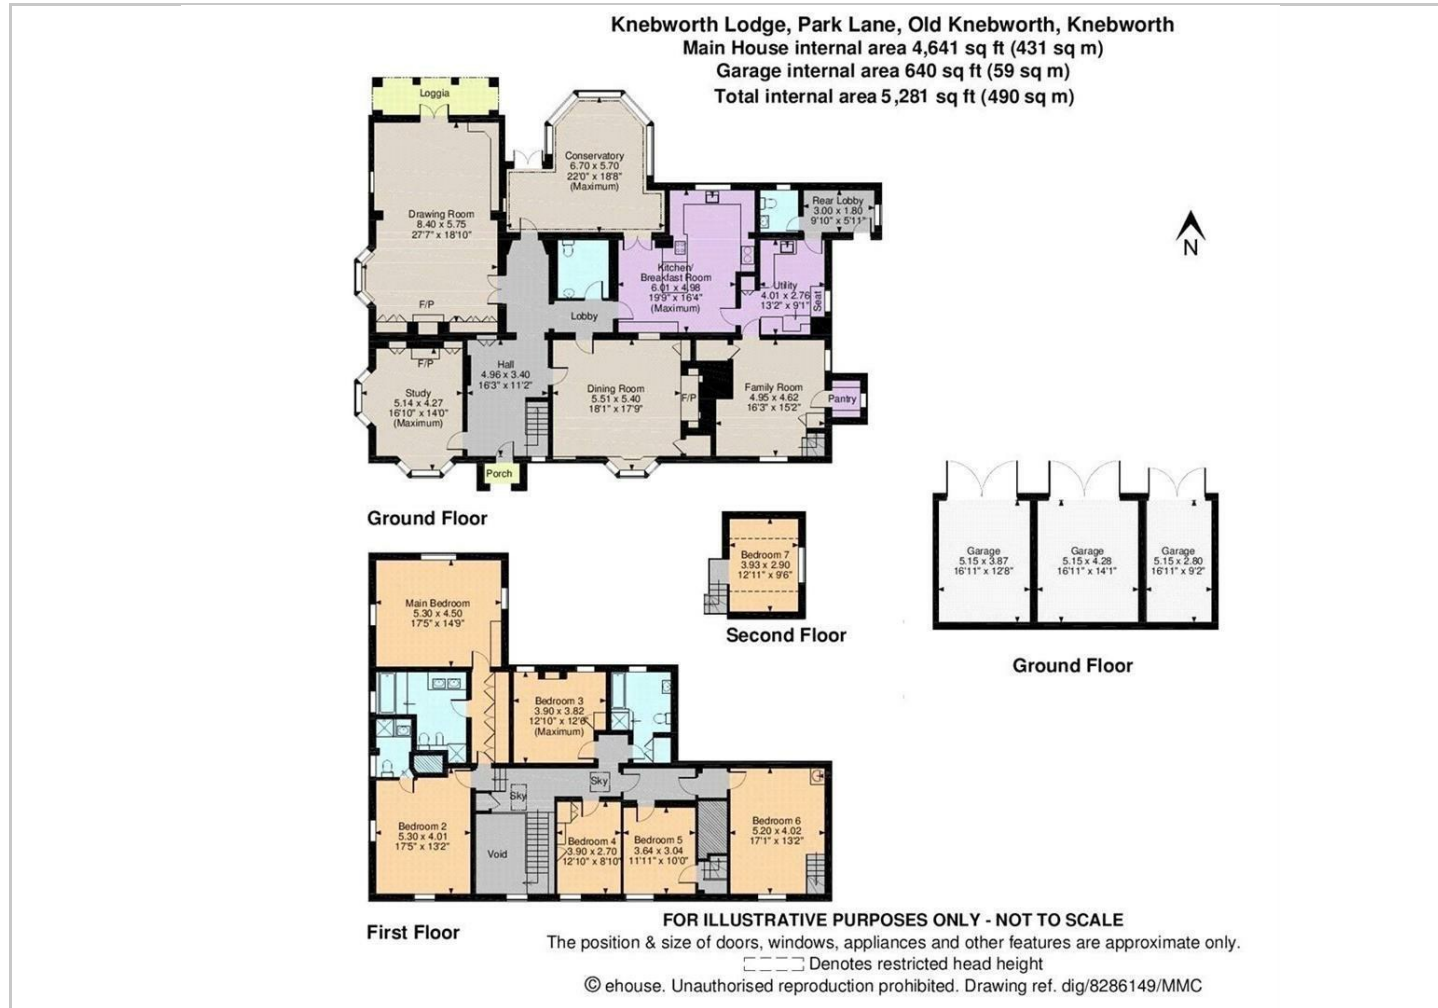 Knebworth Lodge, Park Lane, Old Knebworth, Knebworth
Main House internal area 4,641 sq ft (431 sq m)
Garage internal area 640 sq ft (59 sq m)
Total internal area 5,281 sq ft (490 sq m)
Loggia
Conservatory
6.70 x 5.70
22'0" x 18'8"
(Maximum)
Drawing Room
8.40 x 5.75
27'7" x 18'10"
F/P
Rear Lobby
3.00 x 1.80
9'10" x 5'11"
Kitchen/
Breakfast Room
6.01 x 4.98
19'9" x 16'4"
(Maximum)
Utility
4.01 x 2.76
13'2" x 9'1"
Seat
Lobby
N
F/P
Study
5.14 x 4.27
16'10" x 14'0"
(Maximum)
Hall
4.96 x 3.40
16'3" x 11'2"
Dining Room
5.51 x 5.40
18'1" x 17'9"
F/P
Family Room
4.95 x 4.62
16'3" x 15'2"
Pantry
Porch
Ground Floor
Garage
5.15 x 3.87
16'11" x 12'8"
Garage
5.15 x 4.28
16'11" x 14'1"
Garage
5.15 x 2.80
16'11" x 9'2"
Ground Floor
Bedroom 7
3.93 x 2.90
12'11" x 9'6"
Second Floor
Main Bedroom
5.30 x 4.50
17'5" x 14'9"
Bedroom 3
3.90 x 3.82
12'10" x 12'6"
(Maximum)
Sky
Sky
Bedroom 2
5.30 x 4.01
17'5" x 13'2"
Void
Bedroom 4
3.90 x 2.70
12'10" x 8'10"
Bedroom 5
3.64 x 3.04
11'11" x 10'0"
Bedroom 6
5.20 x 4.02
17'1" x 13'2"
First Floor
FOR ILLUSTRATIVE PURPOSES ONLY - NOT TO SCALE
The position & size of doors, windows, appliances and other features are approximate only.
Denotes restricted head height
© ehouse. Unauthorised reproduction prohibited. Drawing ref. dig/8286149/MMC